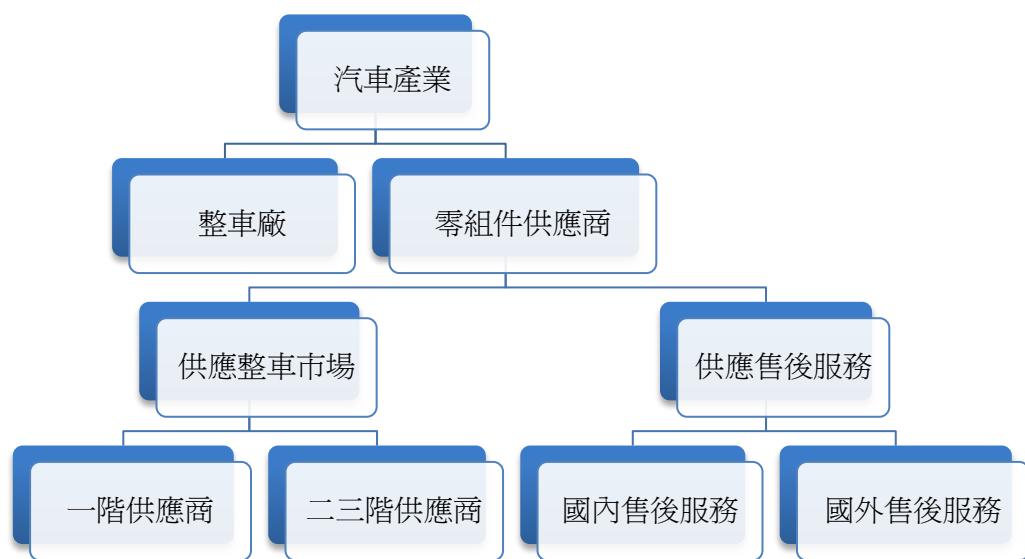 汽車產業
整車廠
零組件供應商
供應整車市場
供應售後服務
一階供應商
二三階供應商
國內售後服務
國外售後服務